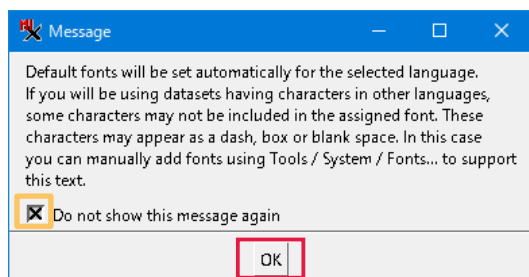 Message
Default fonts will be set automatically for the selected language.
If you will be using datasets having characters in other languages,
some characters may not be included in the assigned font. These
characters may appear as a dash, box or blank space. In this case
you can manually add fonts using Tools / System / Fonts... to support
this text.
Do not show this message again
OK